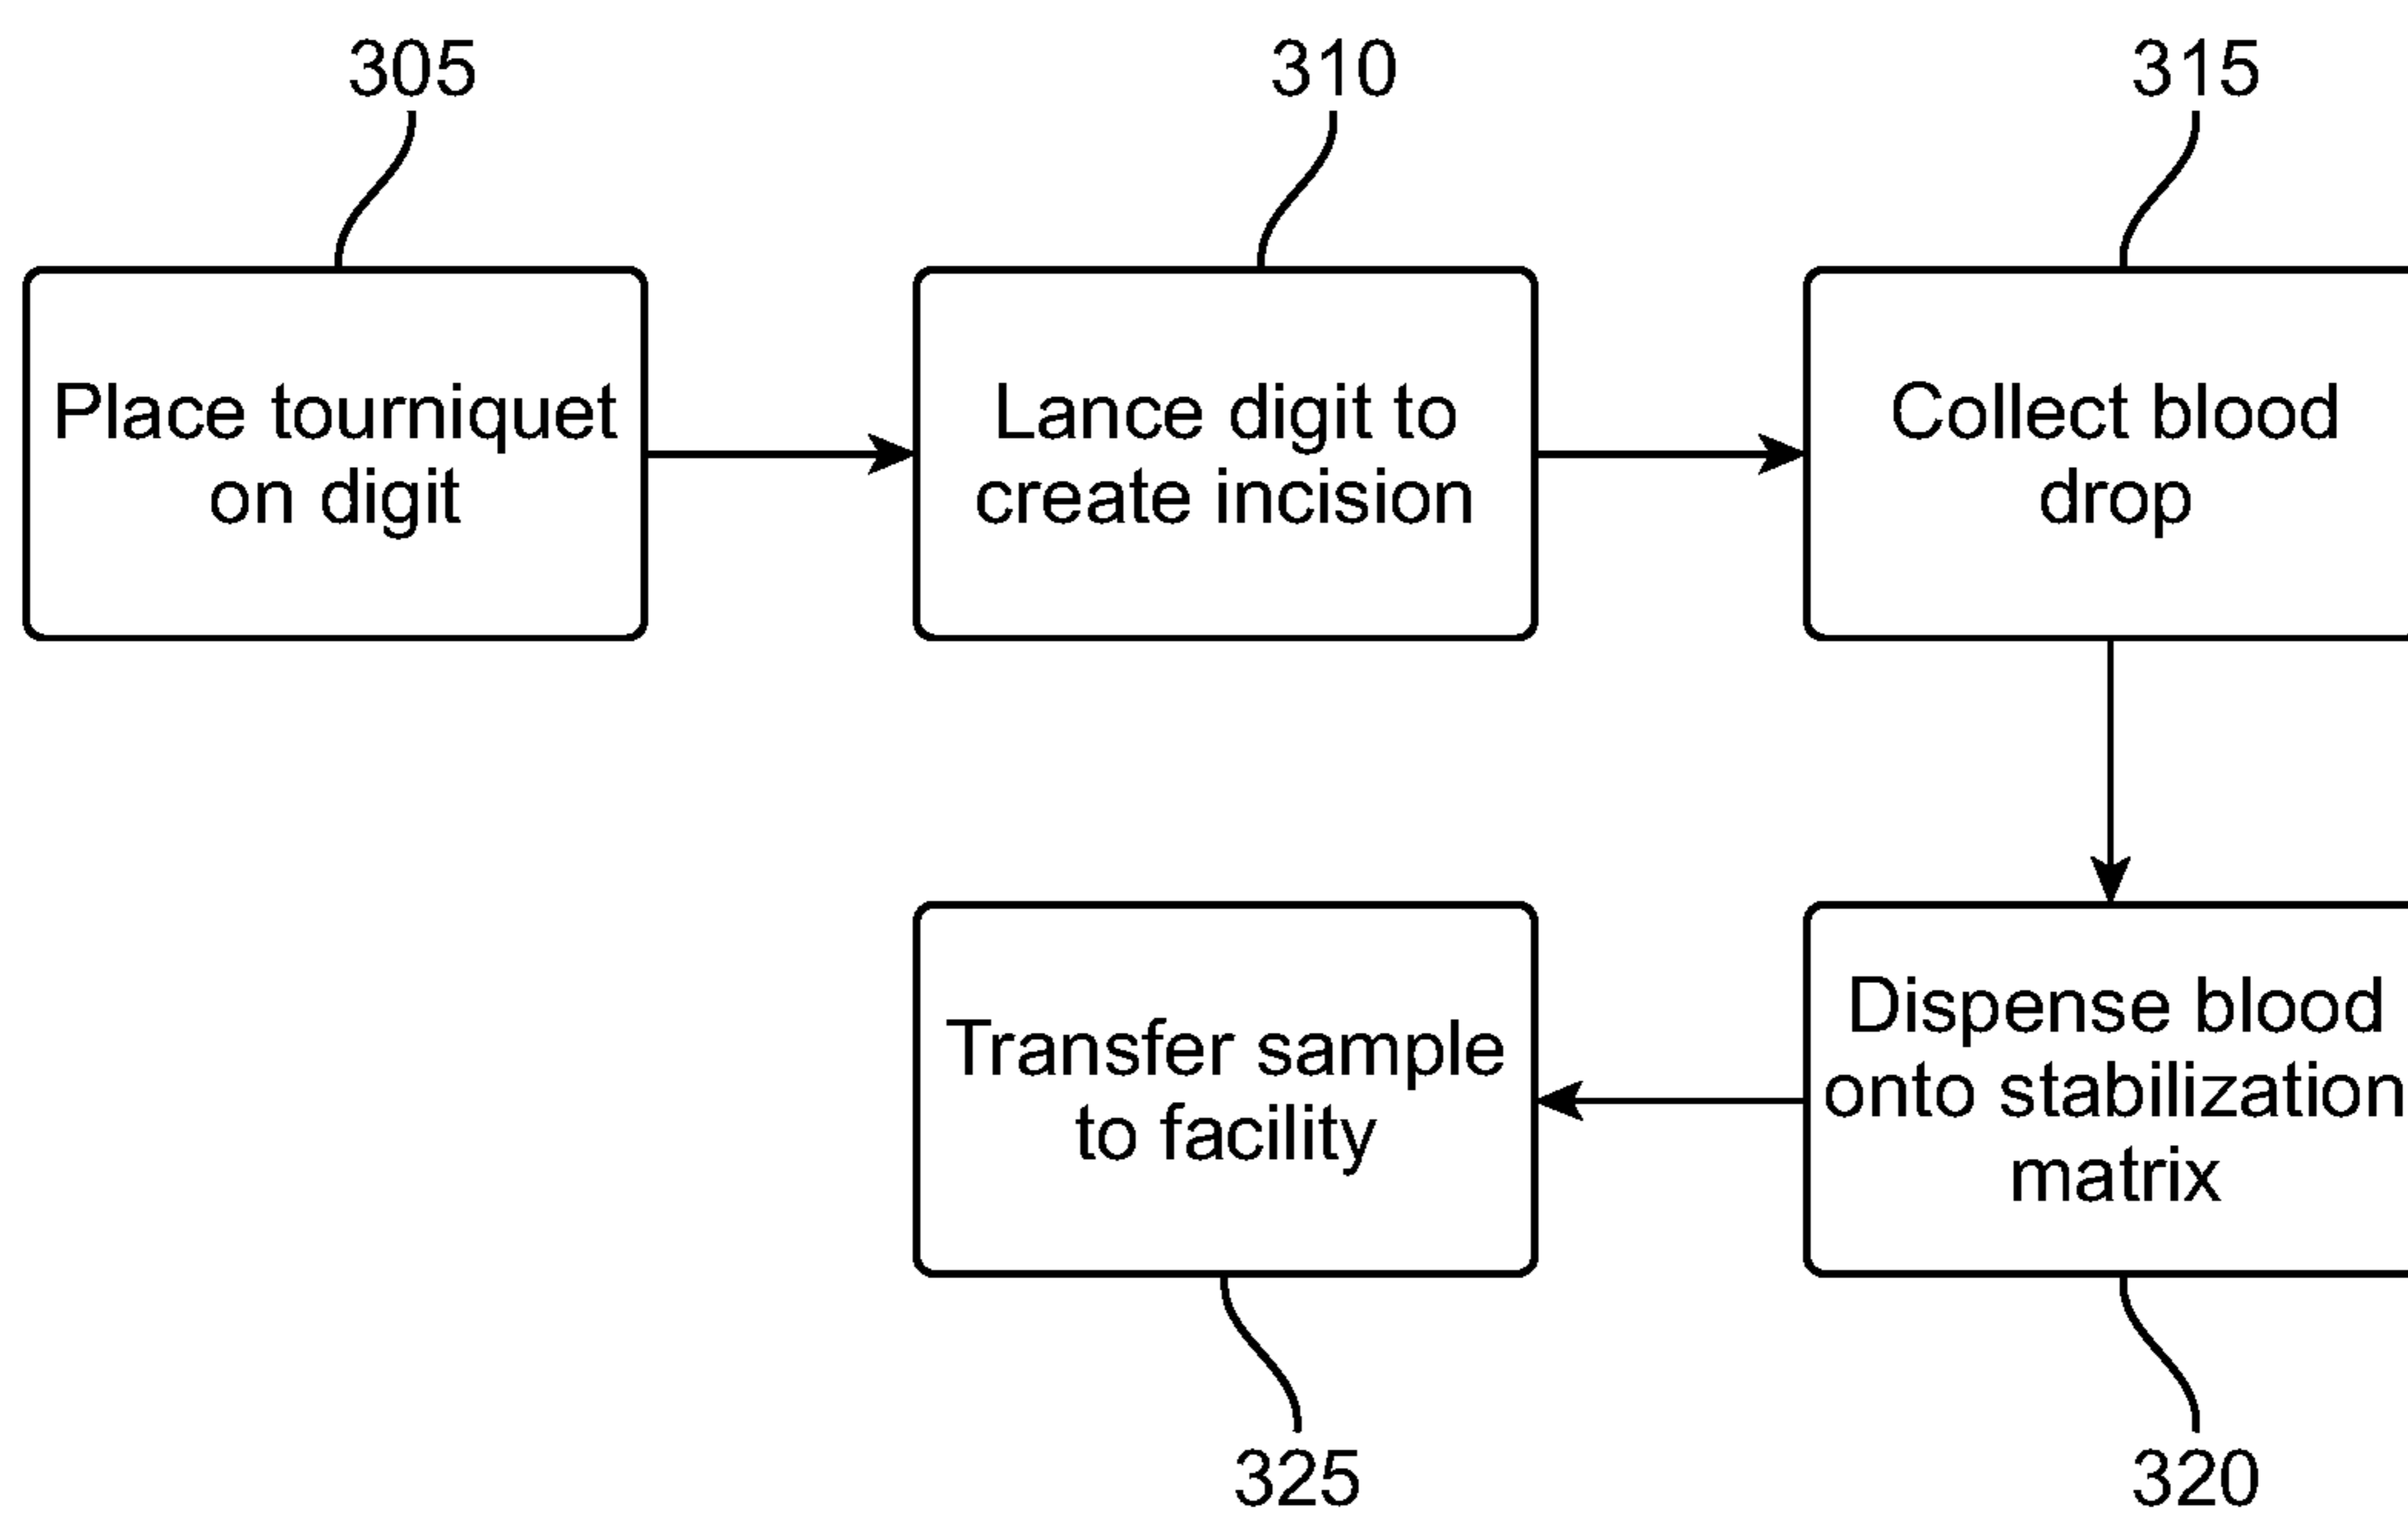 305
310
315
Place tourniquet
on digit
Lance digit to
create incision
Collect blood
drop
Transfer sample
to facility
Dispense blood
onto stabilization
matrix
325
320